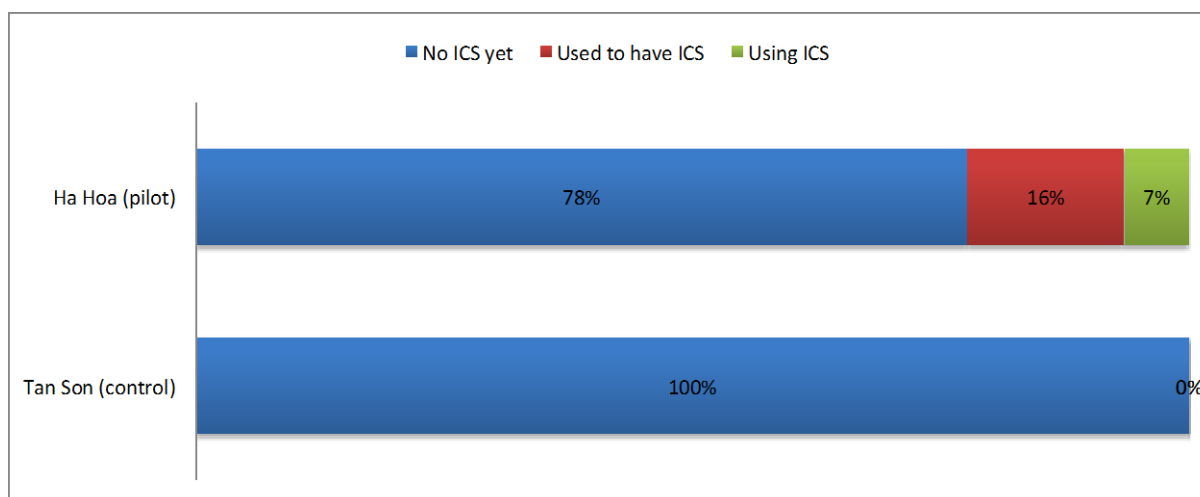 No ICS yet Used to have ICS Using ICS
Ha Hoa (pilot) 78% 16% 7%
Tan Son (control) 100% 0%